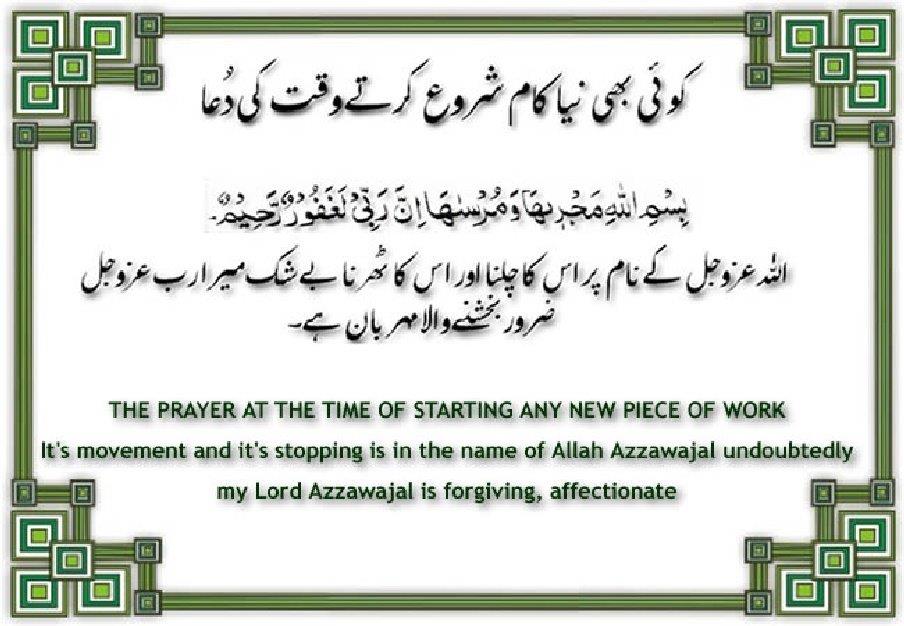 کوئی بھی نیا کام شروع کرتے وقت کی دُعا
بِسْمِ اللہِ مَجْرٖىهَا وَمُرْسٰىهَا اِنَّ رَبِّیْ لَغَفُوْرٌ رَّحِیْمٌ۔
اللہ عزوجل کے نام پر اس کا چلنا اور اس کا ٹھرنا بے شک میرا رب عزوجل
ضرور بخشنے والا مہربان ہے۔
THE PRAYER AT THE TIME OF STARTING ANY NEW PIECE OF WORK
It's movement and it's stopping is in the name of Allah Azzawajal undoubtedly
my Lord Azzawajal is forgiving, affectionate